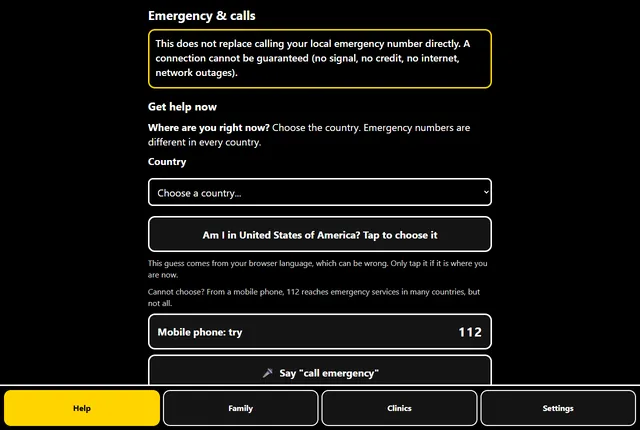 Emergency & calls
This does not replace calling your local emergency number directly. A
connection cannot be guaranteed (no signal, no credit, no internet,
network outages).
Get help now
Where are you right now? Choose the country. Emergency numbers are
different in every country.
Country
Choose a country...
Am I in United States of America? Tap to choose it
This guess comes from your browser language, which can be wrong. Only tap it if it is where you
are now.
Cannot choose? From a mobile phone, 112 reaches emergency services in many countries, but
not all.
Mobile phone: try 112
Say "call emergency"
Help Family Clinics Settings